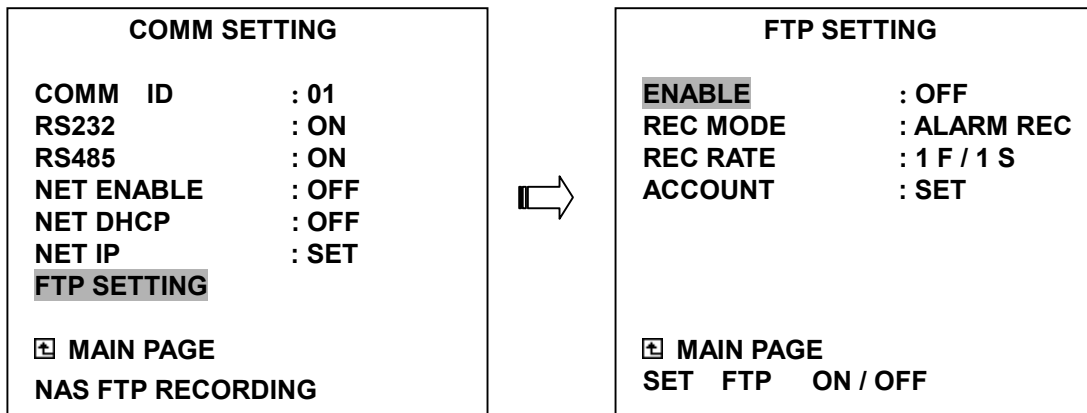 COMM SETTING
COMM ID : 01
RS232 : ON
RS485 : ON
NET ENABLE : OFF
NET DHCP : OFF
NET IP : SET
FTP SETTING
MAIN PAGE
NAS FTP RECORDING
FTP SETTING
ENABLE : OFF
REC MODE : ALARM REC
REC RATE : 1 F / 1 S
ACCOUNT : SET
MAIN PAGE
SET FTP ON / OFF